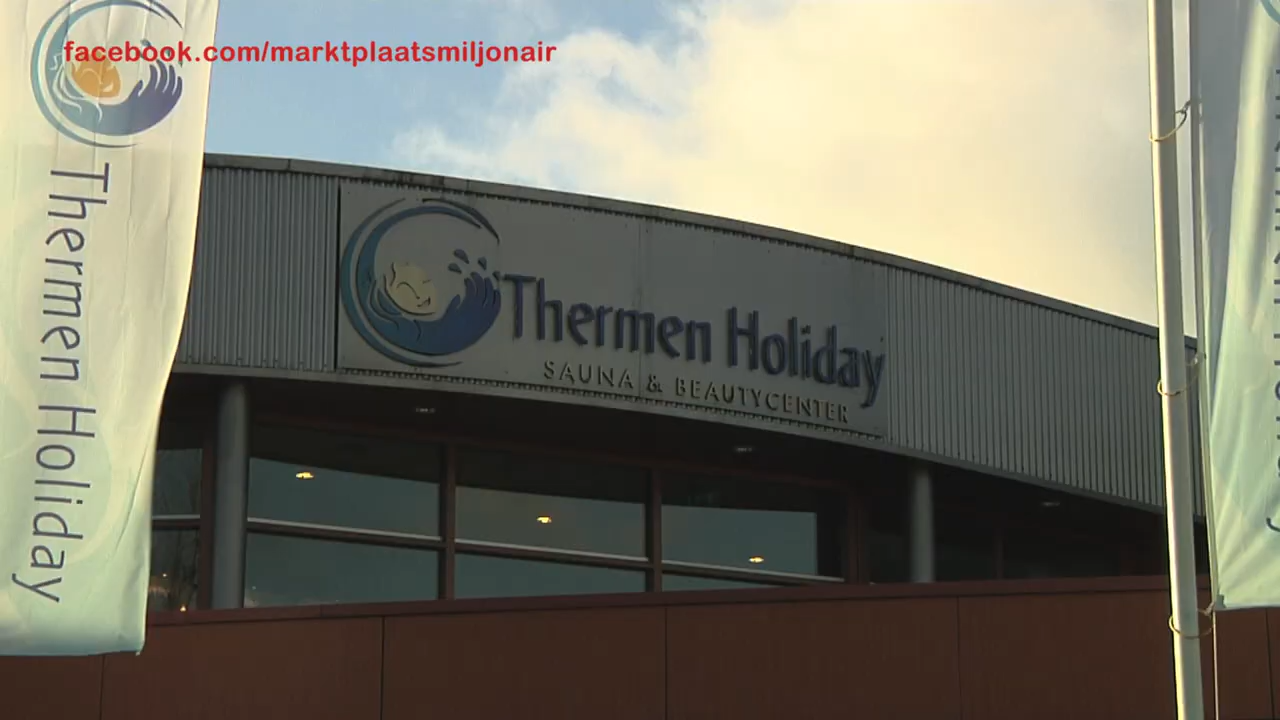 facebook.com/marktplaatsmiljonair
Thermen Holiday
Thermen Holiday
SAUNA & BEAUTYCENTER